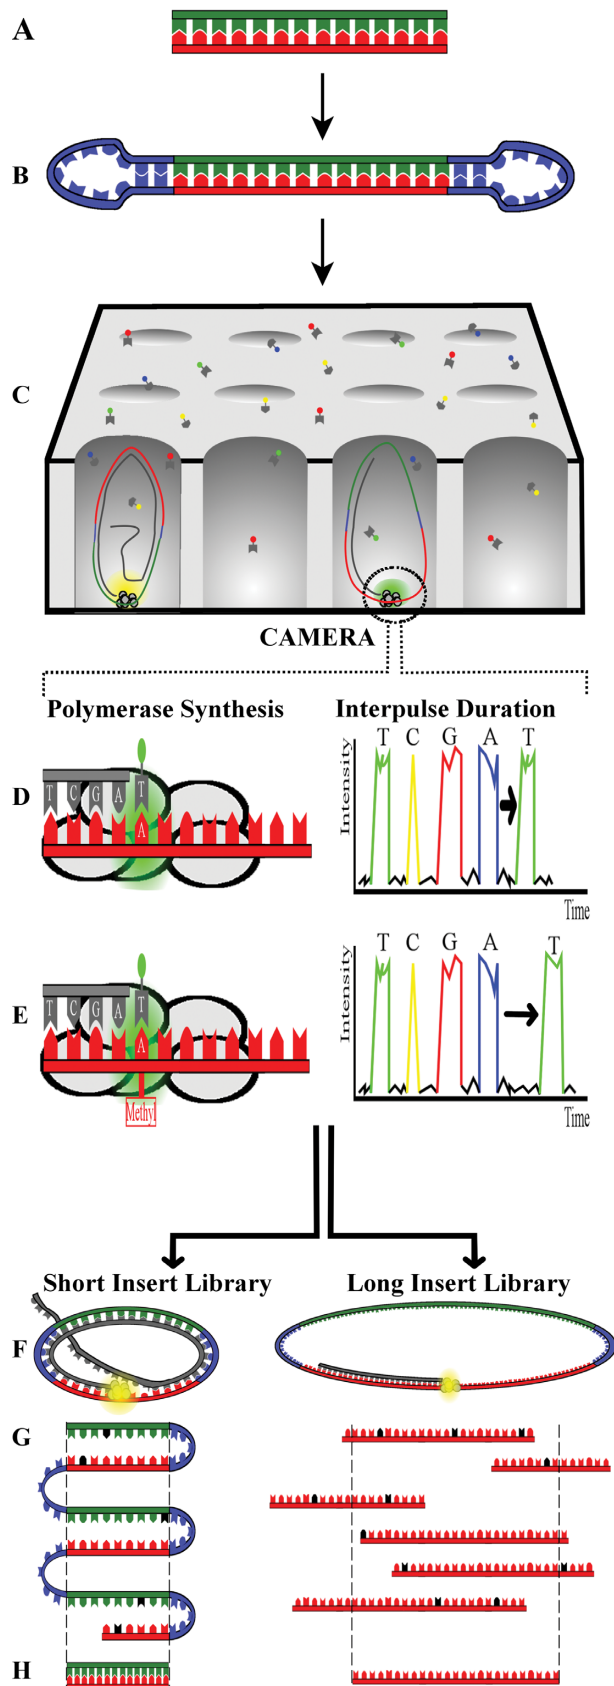 A
B
C
CAMERA
Polymerase Synthesis
Interpulse Duration
D
T C G A T
A
Intensity
T C G A T
Time
E
T C G A T
A
Methyl
Intensity
T C G A T
Time
Short Insert Library
Long Insert Library
F
G
H